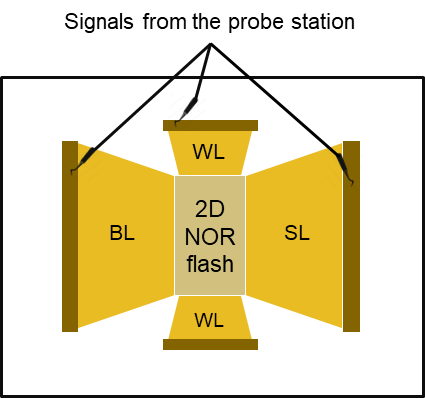 Signals from the probe station
WL
BL
2D
NOR
flash
SL
WL